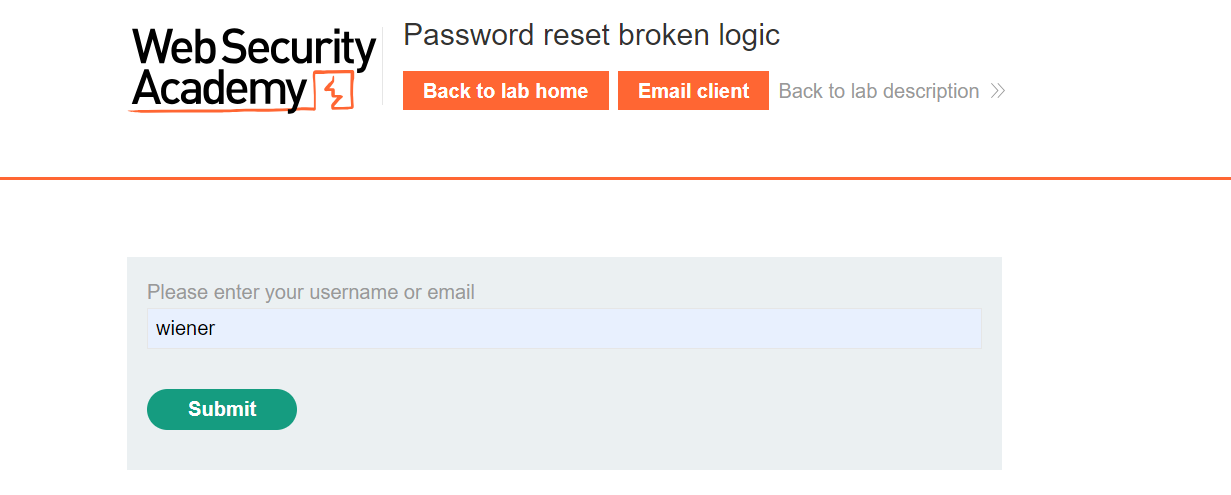 Web Security
Academy
Password reset broken logic
Back to lab home
Email client
Back to lab description
Please enter your username or email
wiener
Submit